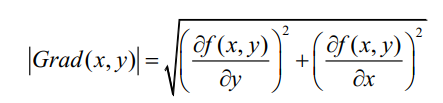 |Grad(x, y)| = √((∂f(x, y)/∂y)² + (∂f(x, y)/∂x)²)